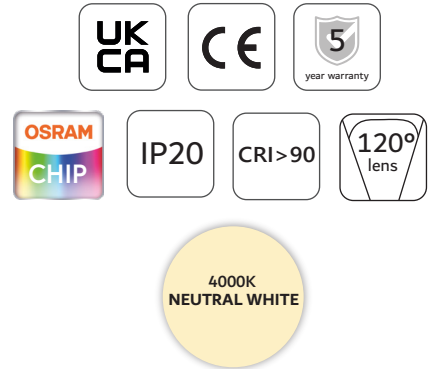 UK
CA
CE
5
year warranty
OSRAM
CHIP
IP20
CRI>90
120°
lens
4000K
NEUTRAL WHITE